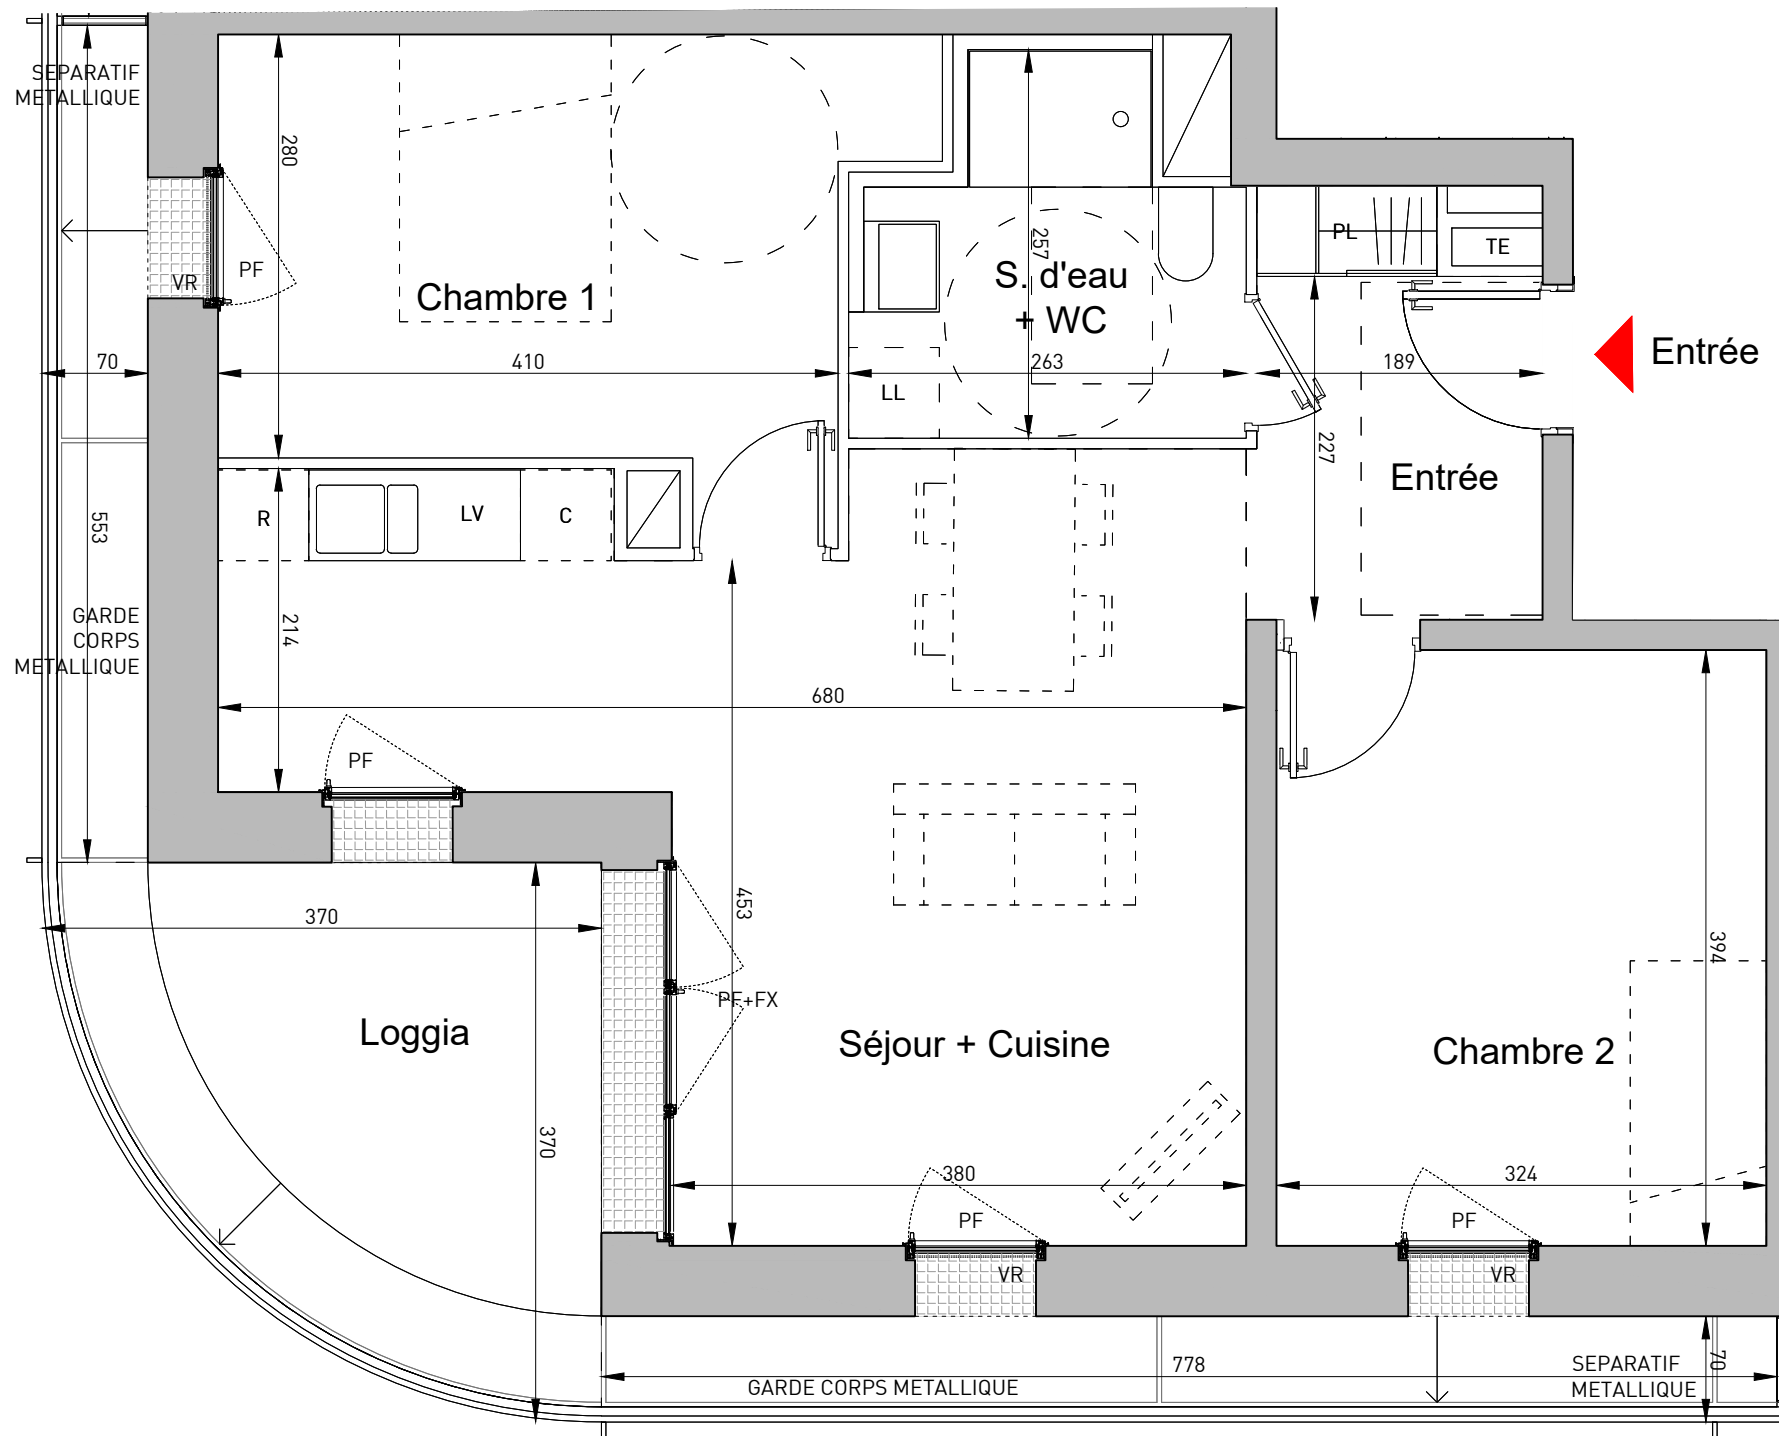 SEPARATIF
METALLIQUE
280
PF
VR
Chambre 1
257
S. d'eau
+ WC
PL
TE
Entrée
70
410
263
189
LL
227
Entrée
553
R
LV
C
GARDE
CORPS
METALLIQUE
214
680
PF
453
370
394
PF+FX
Loggia
Séjour + Cuisine
Chambre 2
370
380
324
PF
PF
VR
VR
778
70
SEPARATIF
METALLIQUE
GARDE CORPS METALLIQUE